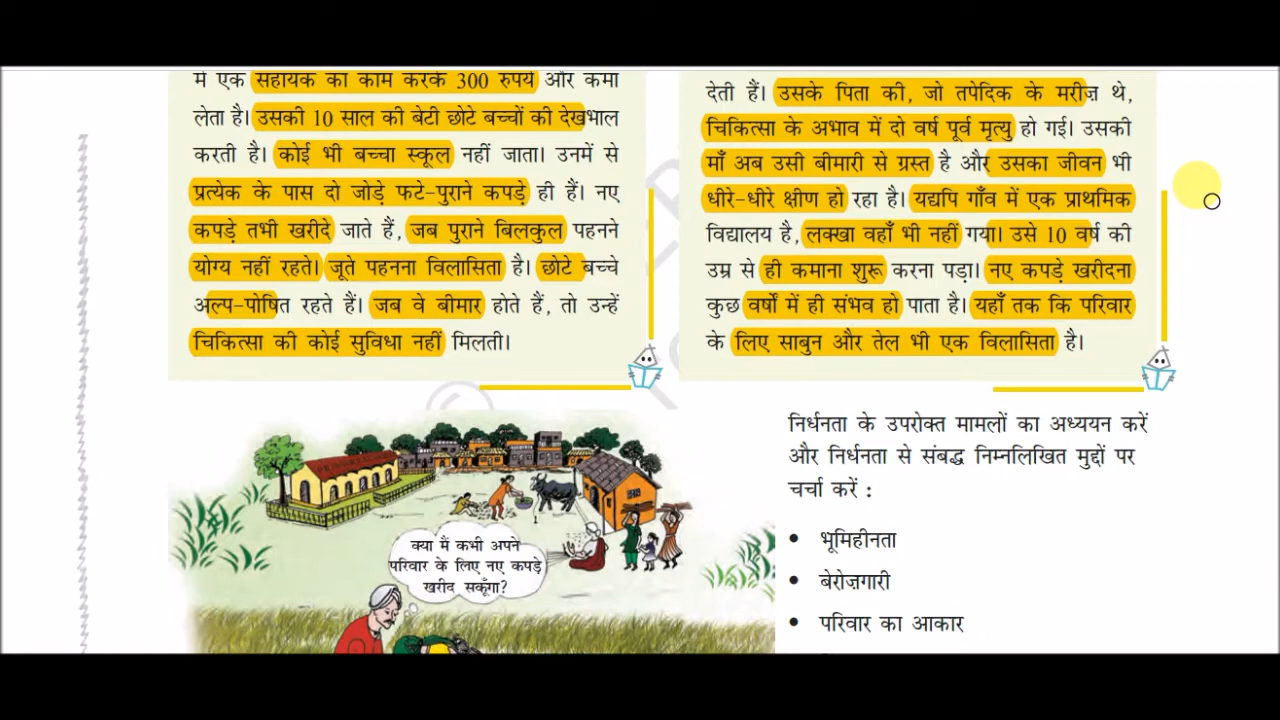 में एक सहायक का काम करके 300 रुपये और कमा
लेता है। उसकी 10 साल की बेटी छोटे बच्चों की देखभाल
करती है। कोई भी बच्चा स्कूल नहीं जाता। उनमें से
प्रत्येक के पास दो जोड़े फटे-पुराने कपड़े ही हैं। नए
कपड़े तभी खरीदे जाते हैं, जब पुराने बिलकुल पहनने
योग्य नहीं रहते। जूते पहनना विलासिता है। छोटे बच्चे
अल्प-पोषित रहते हैं। जब वे बीमार होते हैं, तो उन्हें
चिकित्सा की कोई सुविधा नहीं मिलती।
देती हैं। उसके पिता की, जो तपेदिक के मरीज़ थे,
चिकित्सा के अभाव में दो वर्ष पूर्व मृत्यु हो गई। उसकी
माँ अब उसी बीमारी से ग्रस्त है और उसका जीवन भी
धीरे-धीरे क्षीण हो रहा है। यद्यपि गाँव में एक प्राथमिक
विद्यालय है, लक्खा वहाँ भी नहीं गया। उसे 10 वर्ष की
उम्र से ही कमाना शुरू करना पड़ा। नए कपड़े खरीदना
कुछ वर्षों में ही संभव हो पाता है। यहाँ तक कि परिवार
के लिए साबुन और तेल भी एक विलासिता है।
क्या मैं कभी अपने
परिवार के लिए नए कपड़े
खरीद सकूँगा?
निर्धनता के उपरोक्त मामलों का अध्ययन करें
और निर्धनता से संबद्ध निम्नलिखित मुद्दों पर
चर्चा करें :
• भूमिहीनता
• बेरोज़गारी
• परिवार का आकार